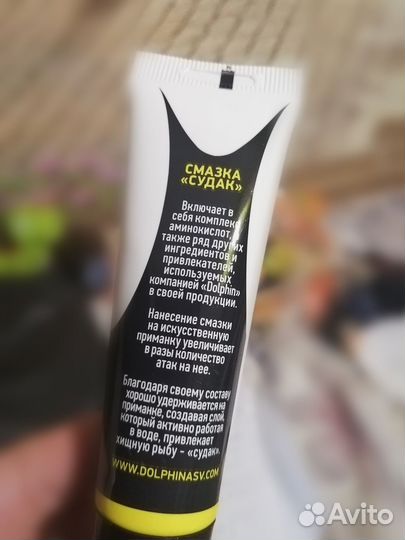 СМАЗКА
«СУДАК»
Включает в
себя комплекс
аминокислот,
также ряд других
ингредиентов и
привлекателей,
используемых
компанией «Dolphin»
в своей продукции.
Нанесение смазки
на искусственную
приманку увеличивает
в разы количество
атак на нее.
Благодаря своему составу
хорошо удерживается на
приманке, создавая слой,
который активно работая
в воде, привлекает
хищную рыбу - «судак».
WWW.DOLPHINASV.COM
Avito